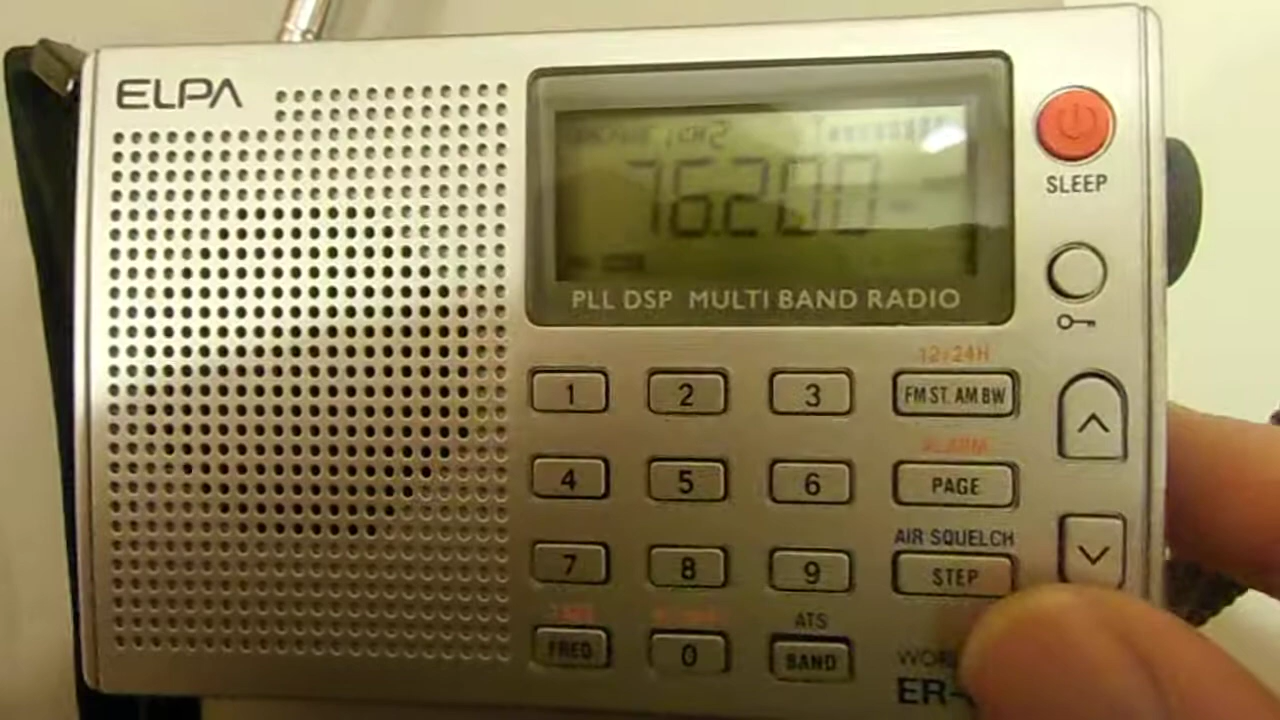 ELPA
76.200
PLL DSP MULTI BAND RADIO
SLEEP
12/24H
1 2 3 FM ST. AM BW
ALARM
4 5 6 PAGE
AIR SQUELCH
7 8 9 STEP
ATS
FREQ 0 BAND
ER-